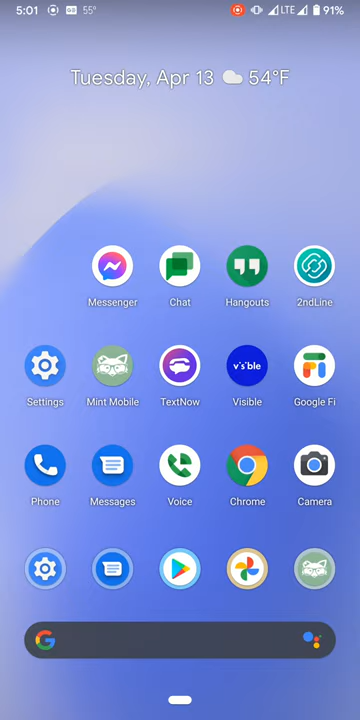 5:01 55° LTE 91%
Tuesday, Apr 13 54°F
Messenger Chat Hangouts 2ndLine
visible
Settings Mint Mobile TextNow Visible Google Fi
Phone Messages Voice Chrome Camera